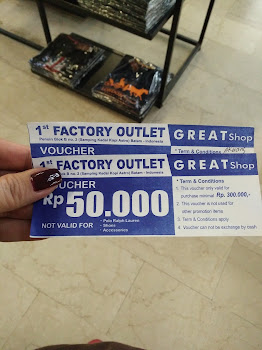 1st FACTORY OUTLET
GREAT Shop
VOUCHER
* Term & Conditions
1st FACTORY OUTLET
GREAT Shop
VOUCHER
Rp 50.000
NOT VALID FOR
- Polo Ralph Lauren
- Shoes
- Accessories
* Term & Conditions
1. This voucher only valid for
purchase minimal Rp. 300.000,-
2. This voucher is not used for
other promotion items
3. Term & Conditions apply
4. Voucher can not be exchange by cash